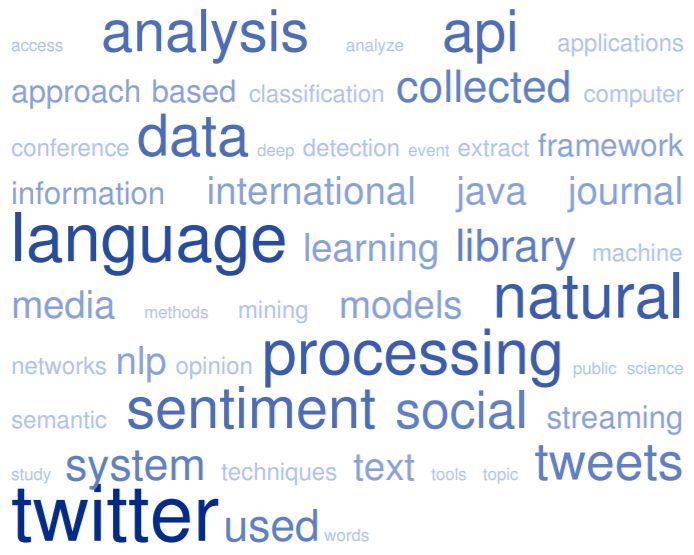 access analysis analyze api applications
approach based classification collected computer
conference data deep detection event extract framework
information international java journal
language learning library machine
media methods mining models natural
networks nlp opinion processing public science
semantic sentiment social streaming
study system techniques text tools topic tweets
twitter used words